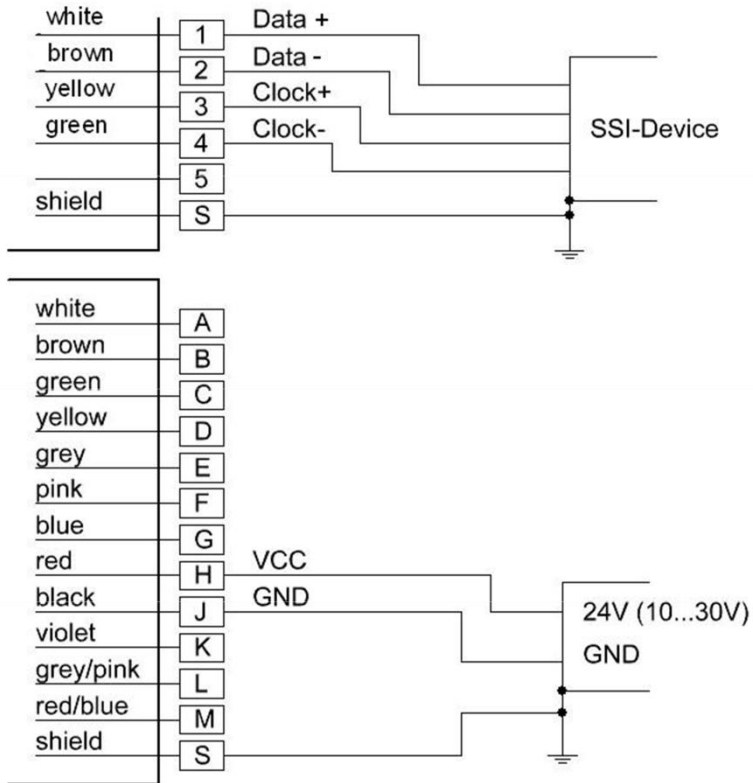 white 1 Data +
brown 2 Data -
yellow 3 Clock+
green 4 Clock-
SSI-Device
5
shield S
white A
brown B
green C
yellow D
grey E
pink F
blue G
red H VCC
black J GND
24V (10...30V)
violet K
GND
grey/pink L
red/blue M
shield S